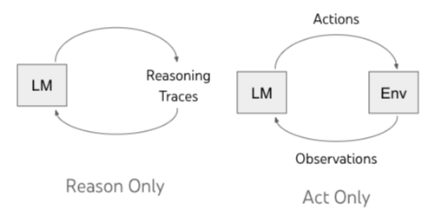 LM
Reasoning
Traces
Reason Only
Actions
LM
Env
Observations
Act Only